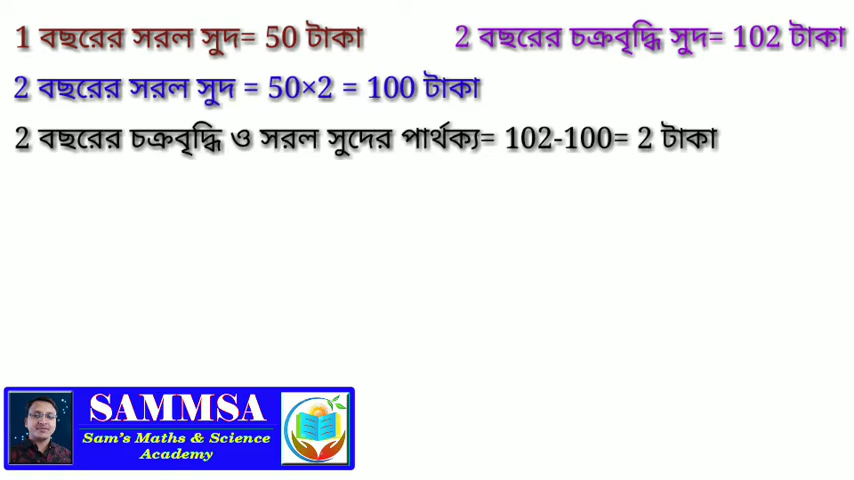 1 বছরের সরল সুদ= 50 টাকা
2 বছরের চক্রবৃদ্ধি সুদ= 102 টাকা
2 বছরের সরল সুদ = 50×2 = 100 টাকা
2 বছরের চক্রবৃদ্ধি ও সরল সুদের পার্থক্য= 102-100= 2 টাকা
SAMMSA
Sam's Maths & Science
Academy